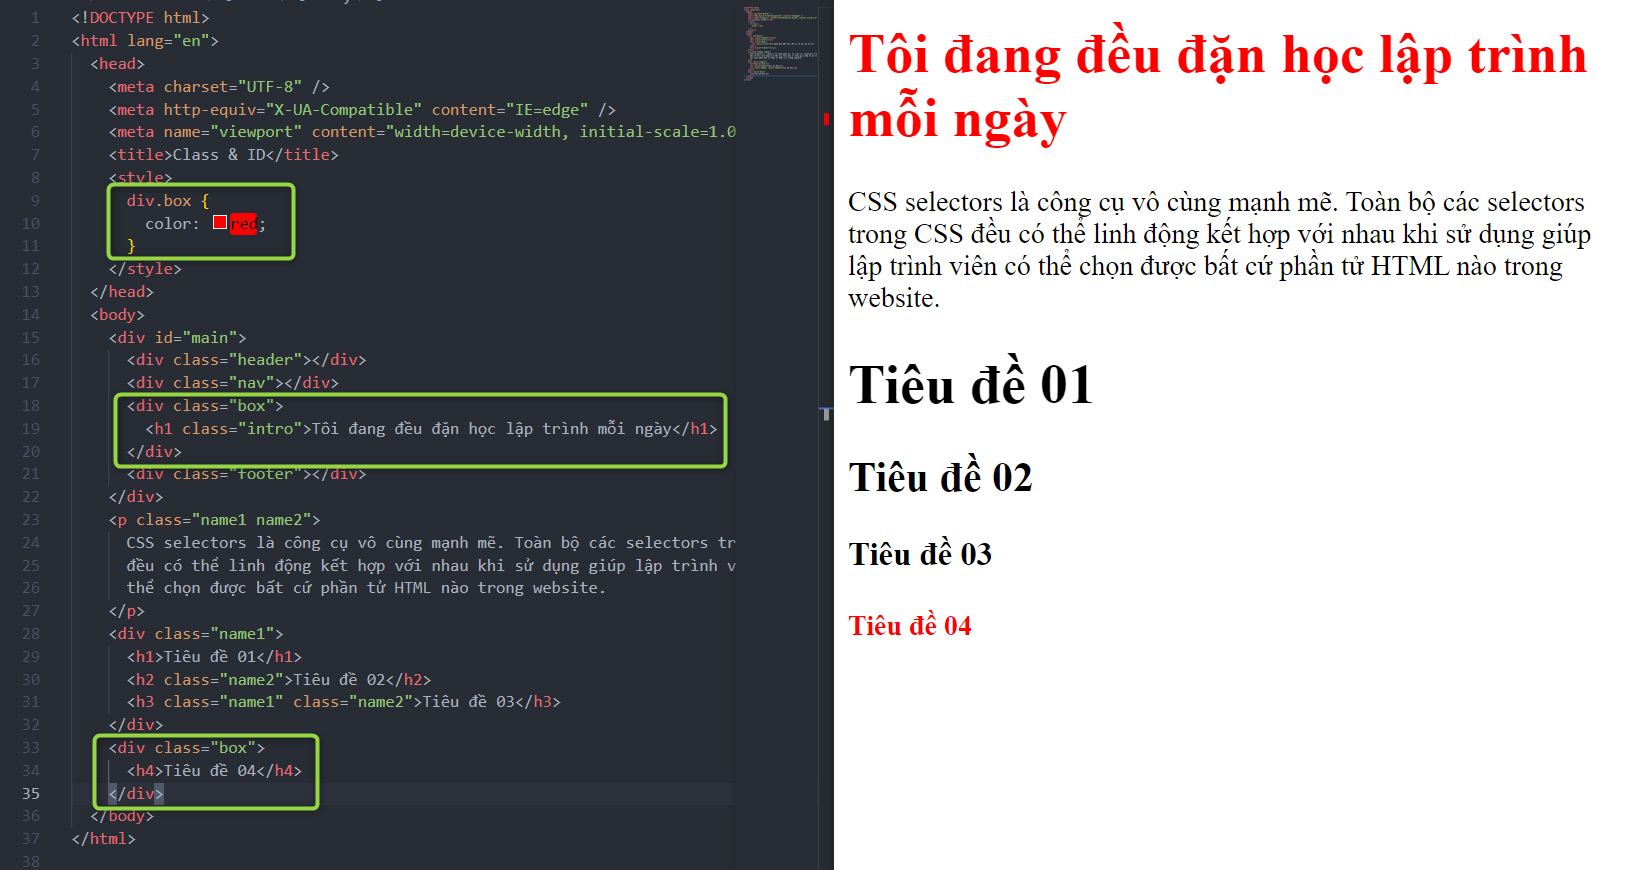 1 <!DOCTYPE html>
2 <html lang="en">
3 <head>
4 <meta charset="UTF-8" />
5 <meta http-equiv="X-UA-Compatible" content="IE=edge" />
6 <meta name="viewport" content="width=device-width, initial-scale=1.0
7 <title>Class & ID</title>
8 <style>
9 div.box {
10 color: red;
11 }
12 </style>
13 </head>
14 <body>
15 <div id="main">
16 <div class="header"></div>
17 <div class="nav"></div>
18 <div class="box">
19 <h1 class="intro">Tôi đang đều đặn học lập trình mỗi ngày</h1>
20 </div>
21 <div class="footer"></div>
22 </div>
23 <p class="name1 name2">
24 CSS selectors là công cụ vô cùng mạnh mẽ. Toàn bộ các selectors tr
25 đều có thể linh động kết hợp với nhau khi sử dụng giúp lập trình v
26 thể chọn được bất cứ phần tử HTML nào trong website.
27 </p>
28 <div class="name1">
29 <h1>Tiêu đề 01</h1>
30 <h2 class="name2">Tiêu đề 02</h2>
31 <h3 class="name1" class="name2">Tiêu đề 03</h3>
32 </div>
33 <div class="box">
34 <h4>Tiêu đề 04</h4>
35 </div>
36 </body>
37 </html>
38
Tôi đang đều đặn học lập trình
mỗi ngày
CSS selectors là công cụ vô cùng mạnh mẽ. Toàn bộ các selectors
trong CSS đều có thể linh động kết hợp với nhau khi sử dụng giúp
lập trình viên có thể chọn được bất cứ phần tử HTML nào trong
website.
Tiêu đề 01
Tiêu đề 02
Tiêu đề 03
Tiêu đề 04